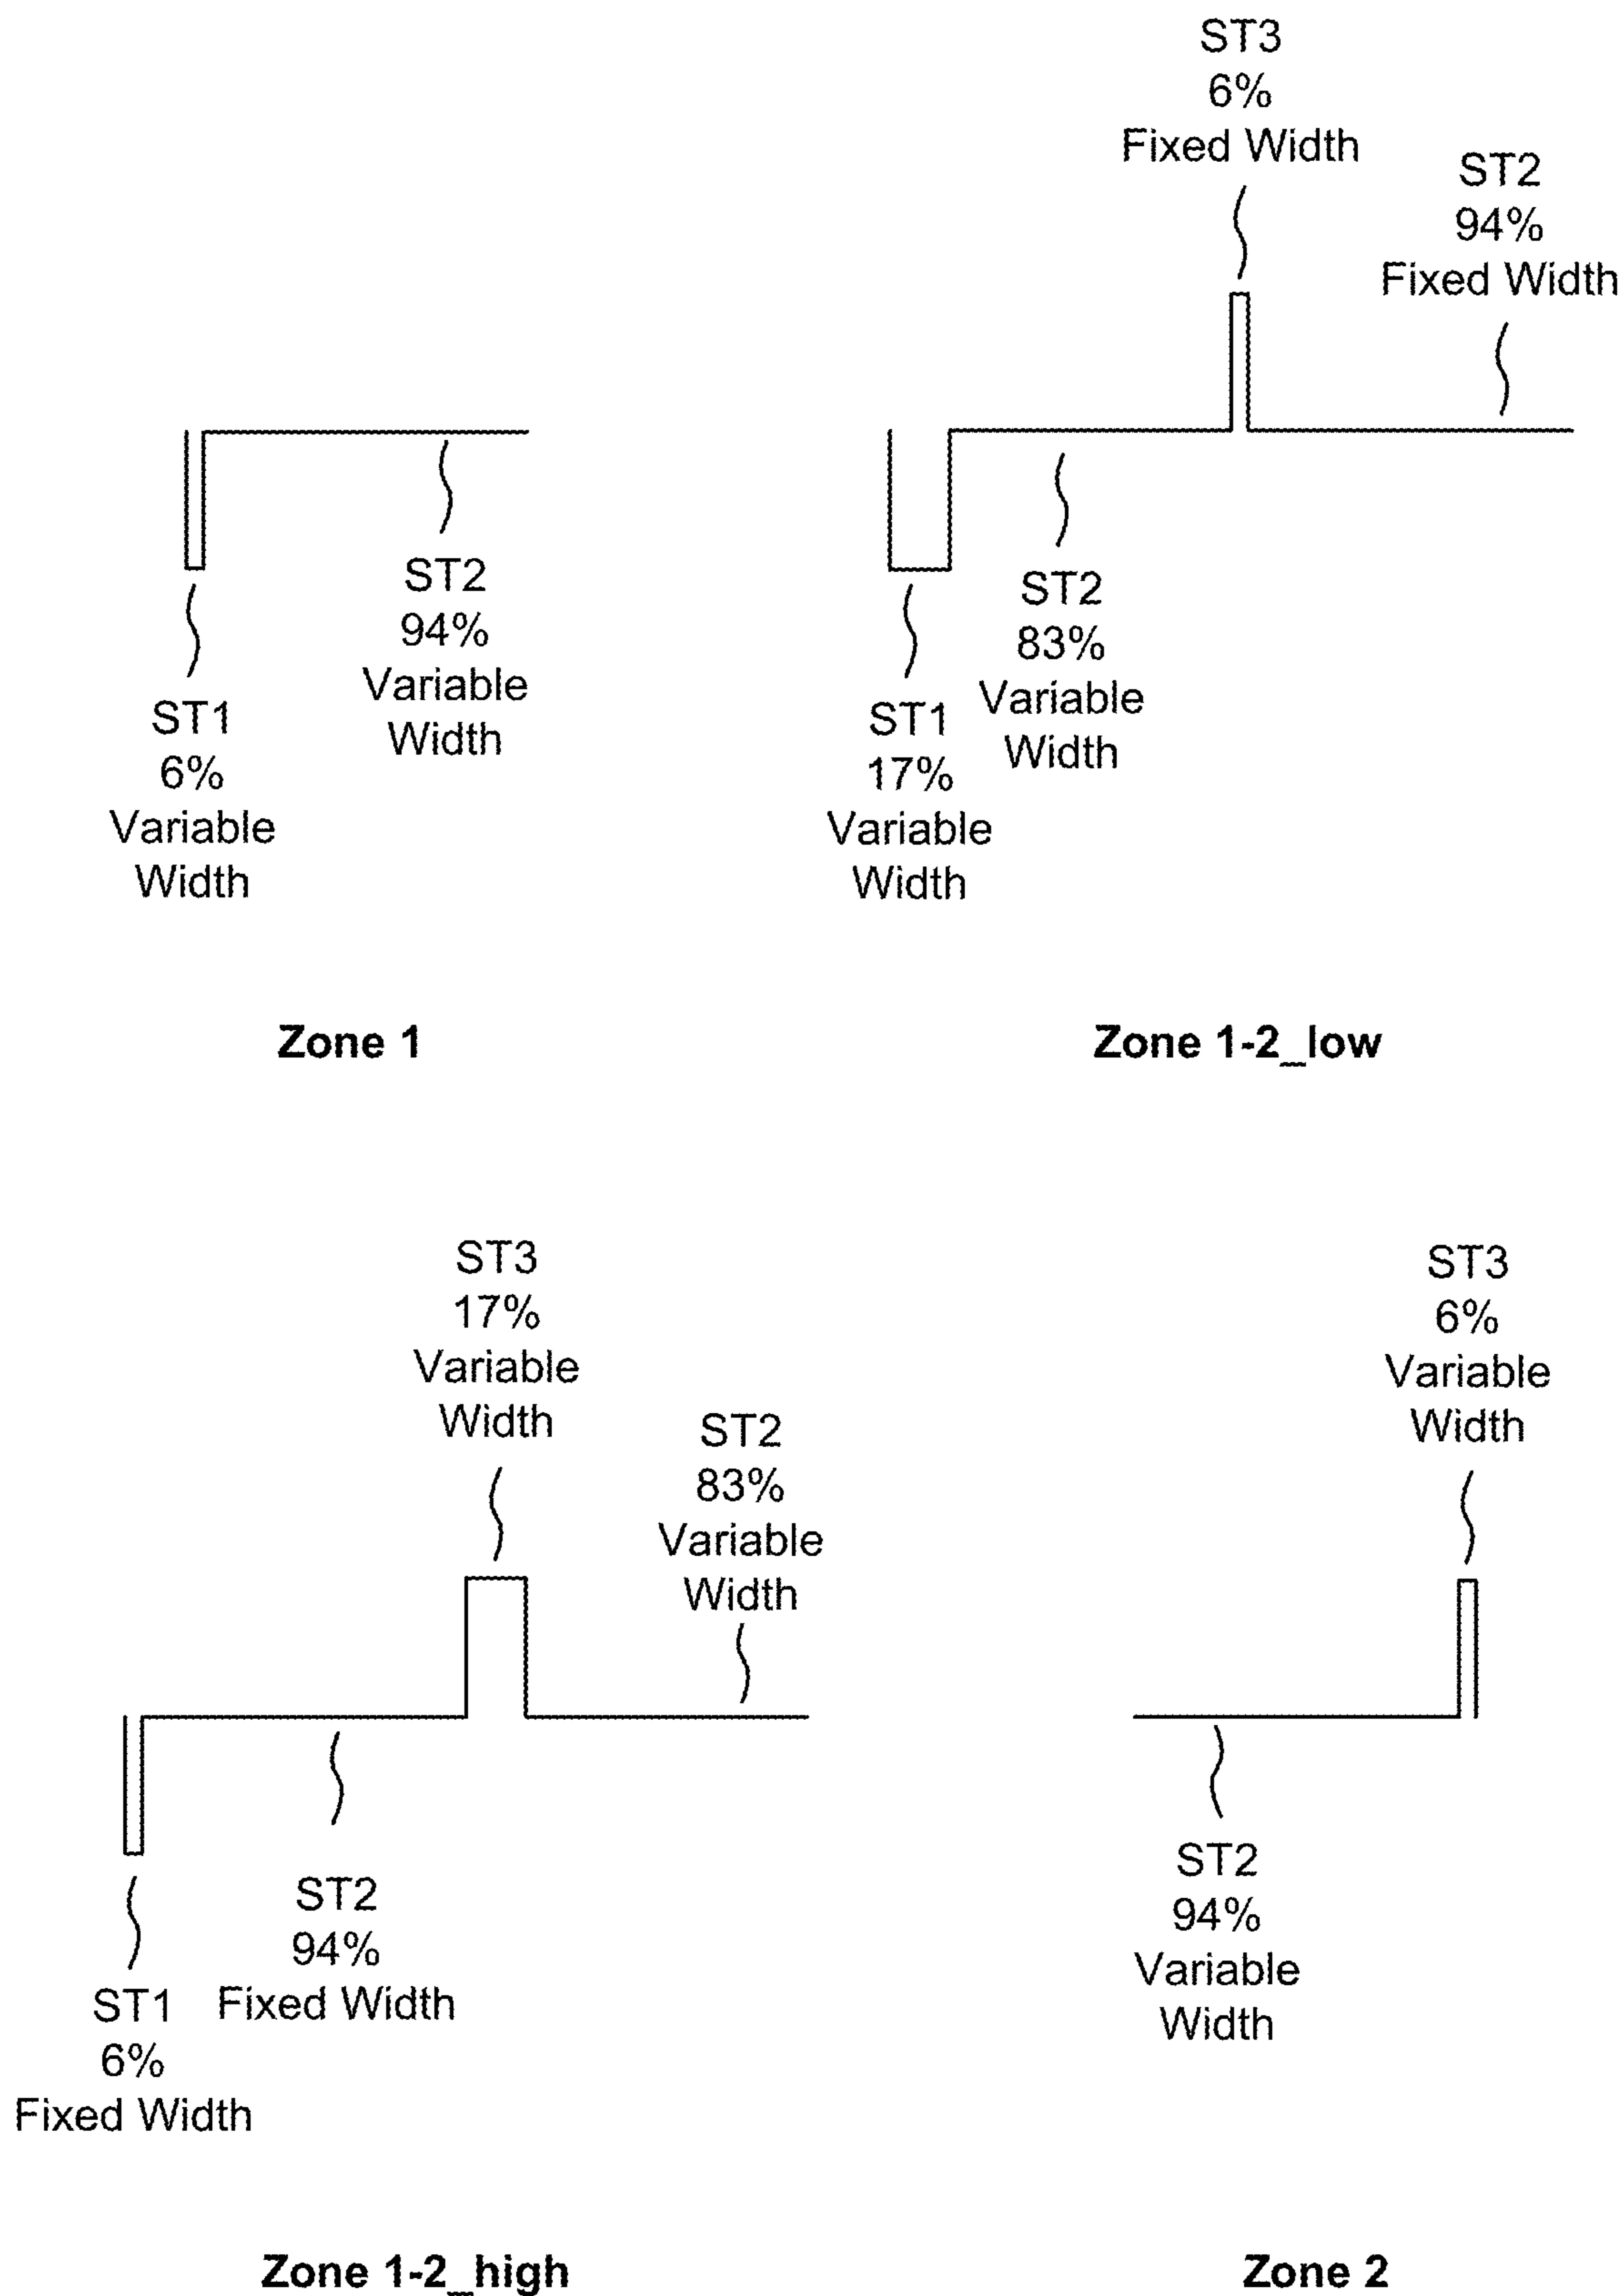 ST3
6%
Fixed Width
ST2
94%
Fixed Width
ST2
94%
Variable
Width
ST1
6%
Variable
Width
ST2
83%
Variable
Width
ST1
17%
Variable
Width
Zone 1
Zone 1-2_low
ST3
17%
Variable
Width
ST2
83%
Variable
Width
ST3
6%
Variable
Width
ST2
94%
Fixed Width
ST1
6%
Fixed Width
ST2
94%
Variable
Width
Zone 1-2_high
Zone 2